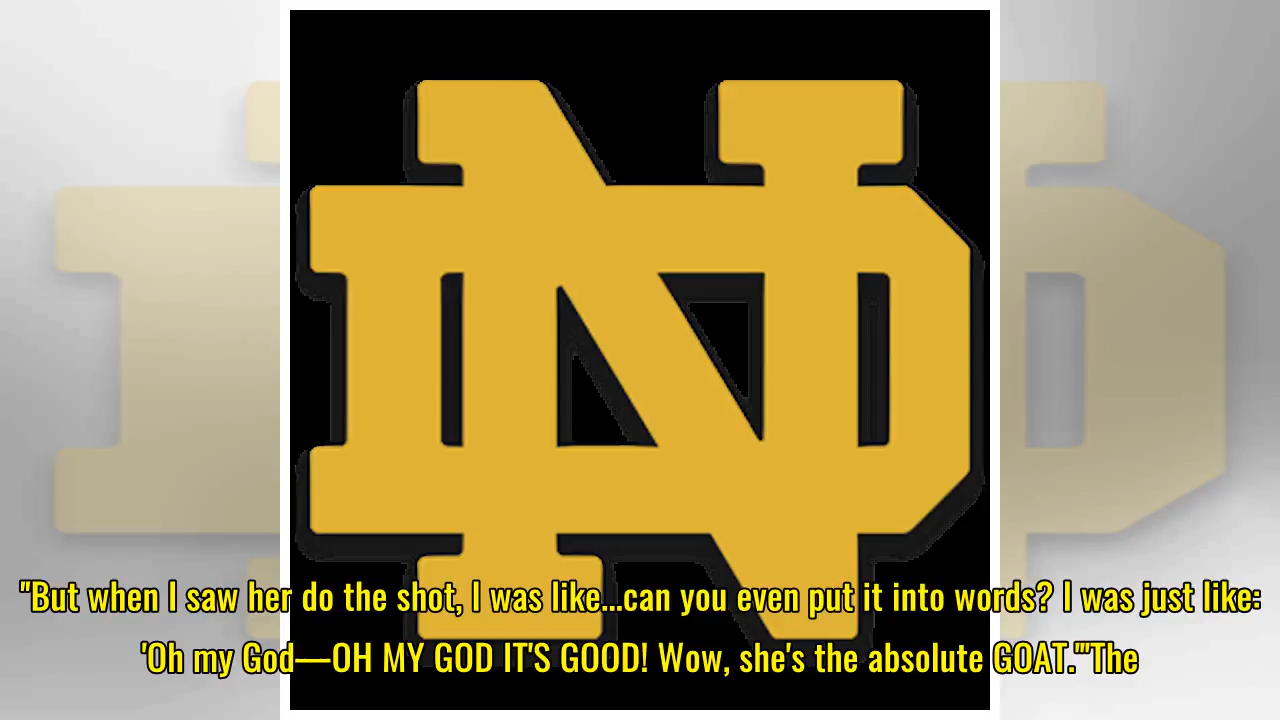 ND
"But when I saw her do the shot, I was like...can you even put it into words? I was just like:
'Oh my God—OH MY GOD IT'S GOOD! Wow, she's the absolute GOAT.'"The